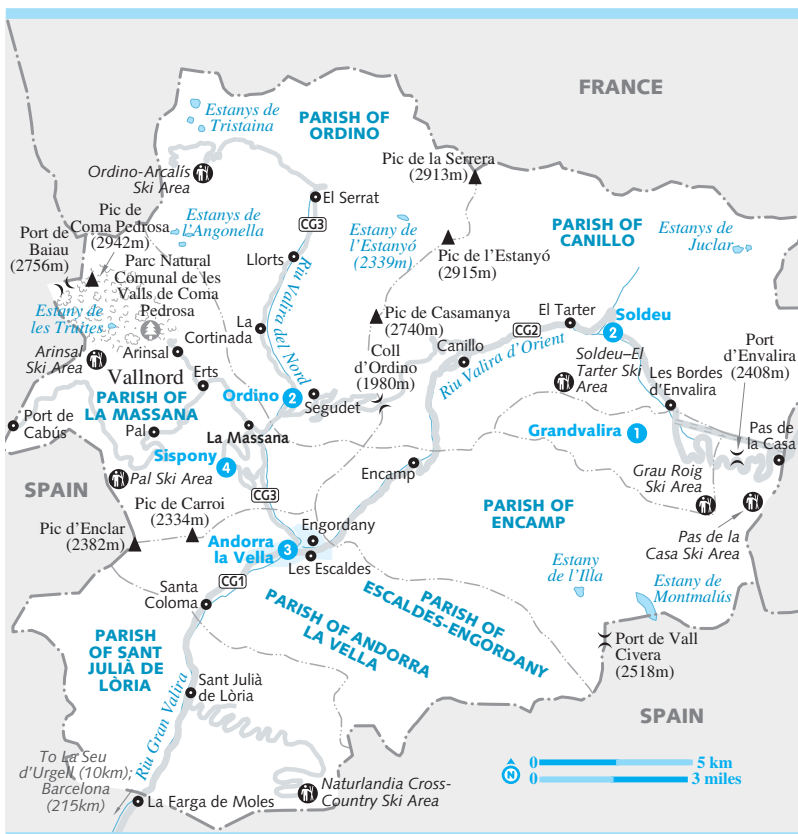 FRANCE
Estanys de
Tristaina
PARISH OF
ORDINO
Ordino-Arcalís
Ski Area
Pic de la Serrera
(2913m)
El Serrat
CG3
Pic de
Coma Pedrosa
(2942m)
Port de
Baiau
(2756m)
Estanys de
l'Angonella
Estany de
l'Estanyó
(2339m)
PARISH OF
CANILLO
Estanys de
Juclar
Pic de l'Estanyó
(2915m)
Llorts
Riu Valira del Nord
Parc Natural
Comunal de les
Valls de Coma
Pedrosa
Estany de
les Truites
La
Cortinada
Pic de Casamanya
(2740m)
El Tarter
Soldeu
2
CG2
Canillo
Riu Valira d'Orient
Soldeu–El
Tarter Ski
Area
Port
d'Envalira
(2408m)
Les Bordes
d'Envalira
Arinsal
Ski Area
Arinsal
Vallnord
Erts
PARISH OF
LA MASSANA
Coll
d'Ordino
(1980m)
Ordino
2
Segudet
Port de
Cabús
Pal
La Massana
Grandvalira
1
Pas de
la Casa
Sispony
4
Pal Ski Area
Encamp
Grau Roig
Ski Area
SPAIN
CG3
Pic de Carroi
(2334m)
Pic d'Enclar
(2382m)
PARISH OF
ENCAMP
Pas de la
Casa Ski Area
Engordany
Andorra
la Vella
3
Les Escaldes
Estany
de l'Illa
Estany de
Montmalús
CG1
Santa
Coloma
PARISH OF
ESCALDES-ENGORDANY
PARISH OF ANDORRA
LA VELLA
PARISH
OF SANT
JULIÀ DE
LÒRIA
Port de Vall
Civera
(2518m)
Sant Julià
de Lòria
SPAIN
Riu Gran Valira
To La Seu
d'Urgell (10km);
Barcelona
(215km)
La Farga de Moles
Naturlandia Cross-
Country Ski Area
N
0 5 km
0 3 miles